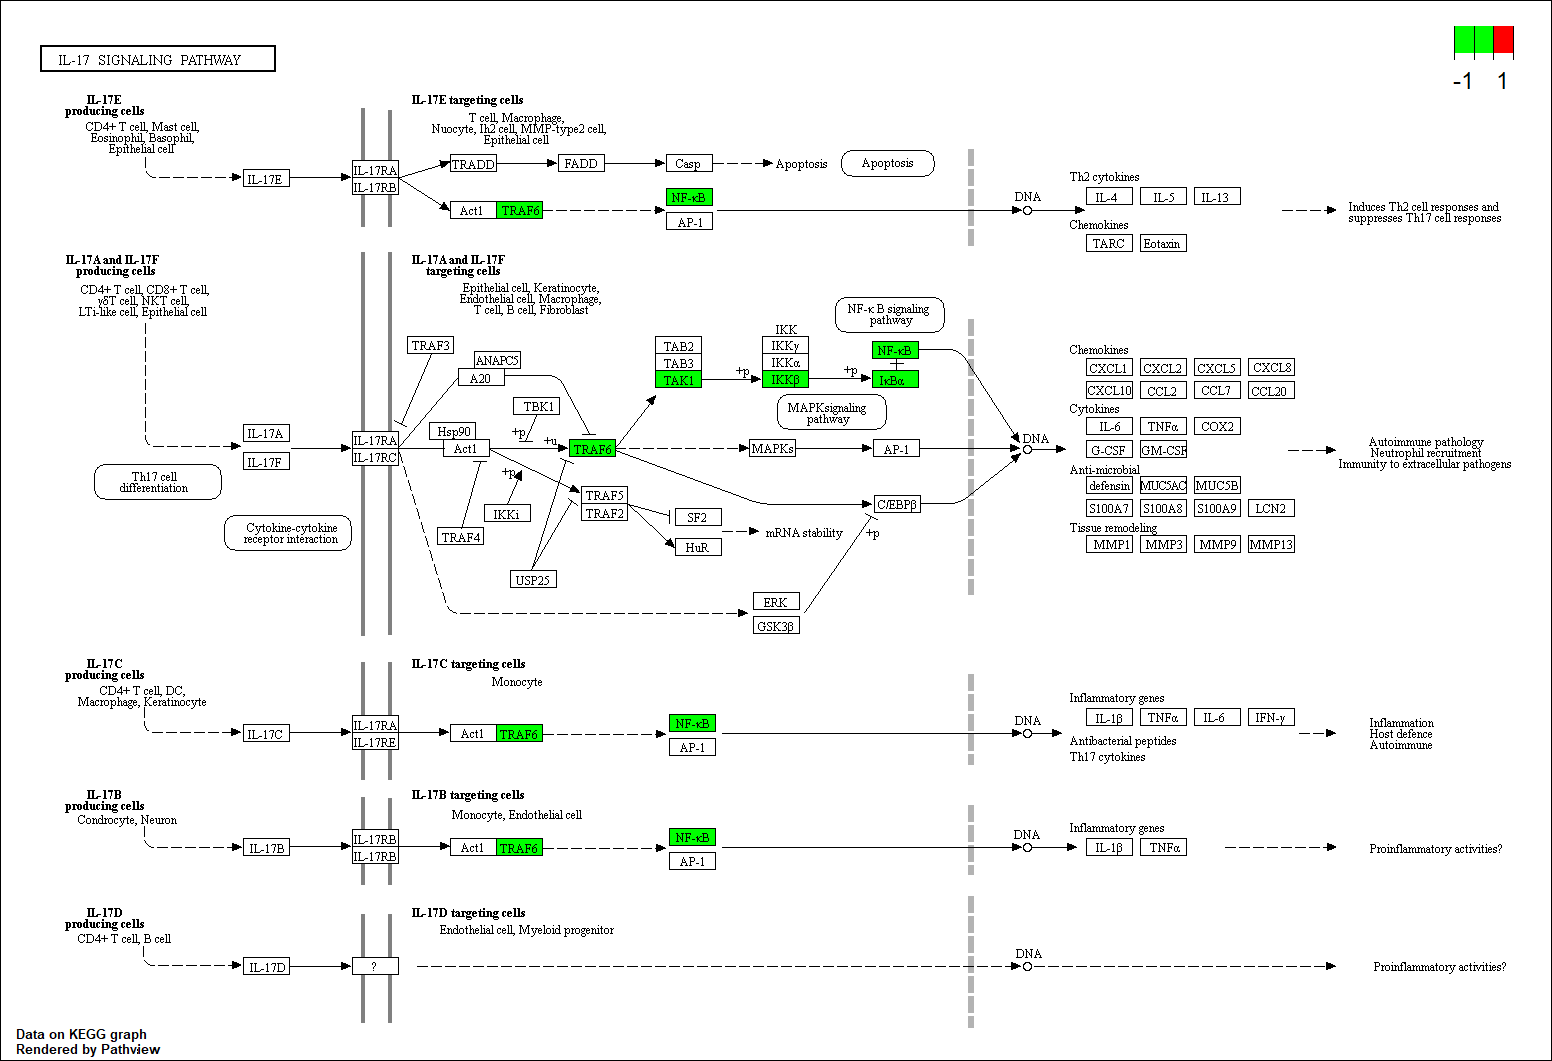 IL-17 SIGNALING PATHWAY
-1 1
IL-17E
producing cells
CD4+ T cell, Mast cell,
Eosinophil, Basophil,
Epithelial cell
IL-17E
IL-17RA
IL-17RB
IL-17E targeting cells
T cell, Macrophage,
Nuocyte, Ih2 cell, MMP-type2 cell,
Epithelial cell
TRADD
FADD
Casp
Apoptosis
Apoptosis
Act1
TRAF6
NF-κB
AP-1
DNA
Th2 cytokines
IL-4
IL-5
IL-13
Chemokines
TARC
Eotaxin
Induces Th2 cell responses and
suppresses Th17 cell responses
IL-17A and IL-17F
producing cells
CD4+ T cell, CD8+ T cell,
γδT cell, NKT cell,
LTi-like cell, Epithelial cell
IL-17A
IL-17F
Th17 cell
differentiation
Cytokine-cytokine
receptor interaction
IL-17RA
IL-17RC
IL-17A and IL-17F
targeting cells
Epithelial cell, Keratinocyte,
Endothelial cell, Macrophage,
T cell, B cell, Fibroblast
TRAF3
ANAPC5
A20
TBK1
Hsp90
Act1
+p
+u
TRAF6
+p
IKKi
TRAF4
TRAF5
TRAF2
USP25
SF2
HuR
mRNA stability
TAB2
TAB3
TAK1
+p
IKK
IKKγ
IKKα
IKKβ
+p
NF-κB
IκBα
NF-κ B signaling
pathway
MAPK signaling
pathway
MAPKs
AP-1
C/EBPβ
+p
ERK
GSK3β
DNA
Chemokines
CXCL1
CXCL2
CXCL5
CXCL8
CXCL10
CCL2
CCL7
CCL20
Cytokines
IL-6
TNFα
COX2
G-CSF
GM-CSF
Anti-microbial
defensin
MUC5AC
MUC5B
S100A7
S100A8
S100A9
LCN2
Tissue remodeling
MMP1
MMP3
MMP9
MMP13
Autoimmune pathology
Neutrophil recruitment
Immunity to extracellular pathogens
IL-17C
producing cells
CD4+ T cell, DC,
Macrophage, Keratinocyte
IL-17C
IL-17RA
IL-17RE
IL-17C targeting cells
Monocyte
Act1
TRAF6
NF-κB
AP-1
DNA
Inflammatory genes
IL-1β
TNFα
IL-6
IFN-γ
Antibacterial peptides
Th17 cytokines
Inflammation
Host defence
Autoimmune
IL-17B
producing cells
Condrocyte, Neuron
IL-17B
IL-17RB
IL-17RB
IL-17B targeting cells
Monocyte, Endothelial cell
Act1
TRAF6
NF-κB
AP-1
DNA
Inflammatory genes
IL-1β
TNFα
Proinflammatory activities?
IL-17D
producing cells
CD4+ T cell, B cell
IL-17D
?
IL-17D targeting cells
Endothelial cell, Myeloid progenitor
DNA
Proinflammatory activities?
Data on KEGG graph
Rendered by Pathview